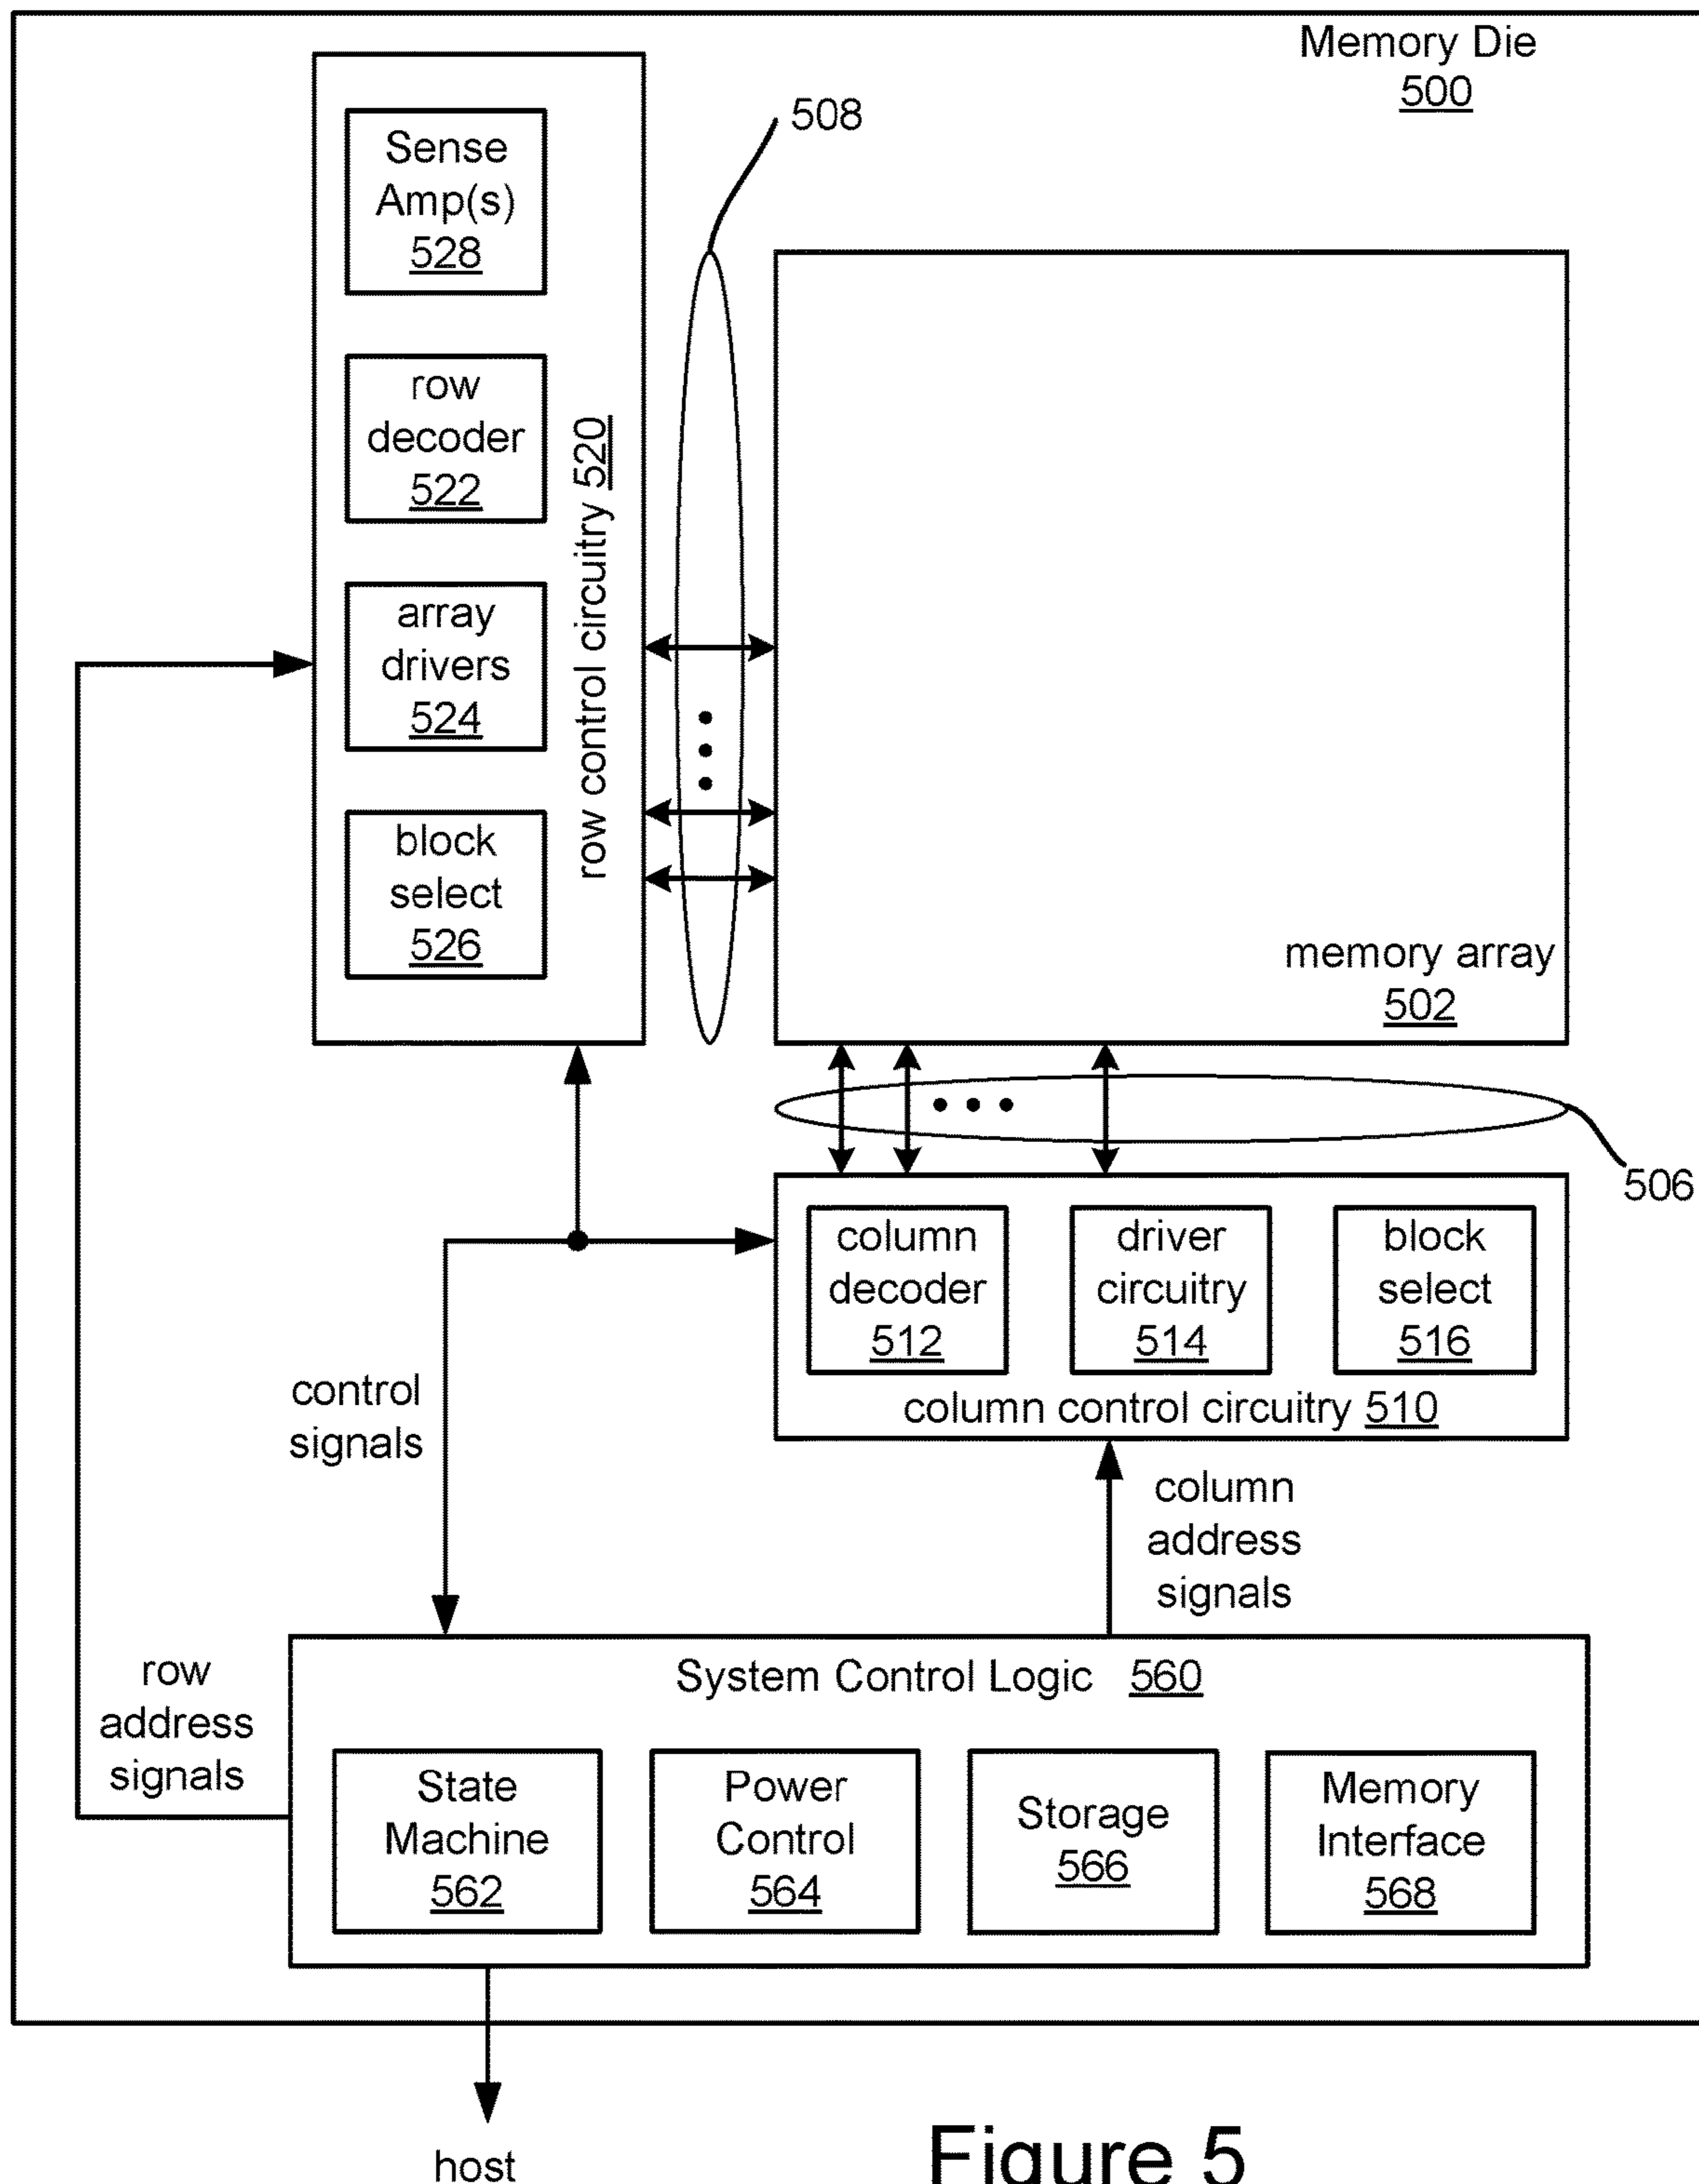 Memory Die
500
508
Sense
Amp(s)
528
row
decoder
522
array
drivers
524
block
select
526
row control circuitry 520
memory array
502
506
column
decoder
512
driver
circuitry
514
block
select
516
column control circuitry 510
control
signals
column
address
signals
row
address
signals
System Control Logic 560
State
Machine
562
Power
Control
564
Storage
566
Memory
Interface
568
host
Figure 5